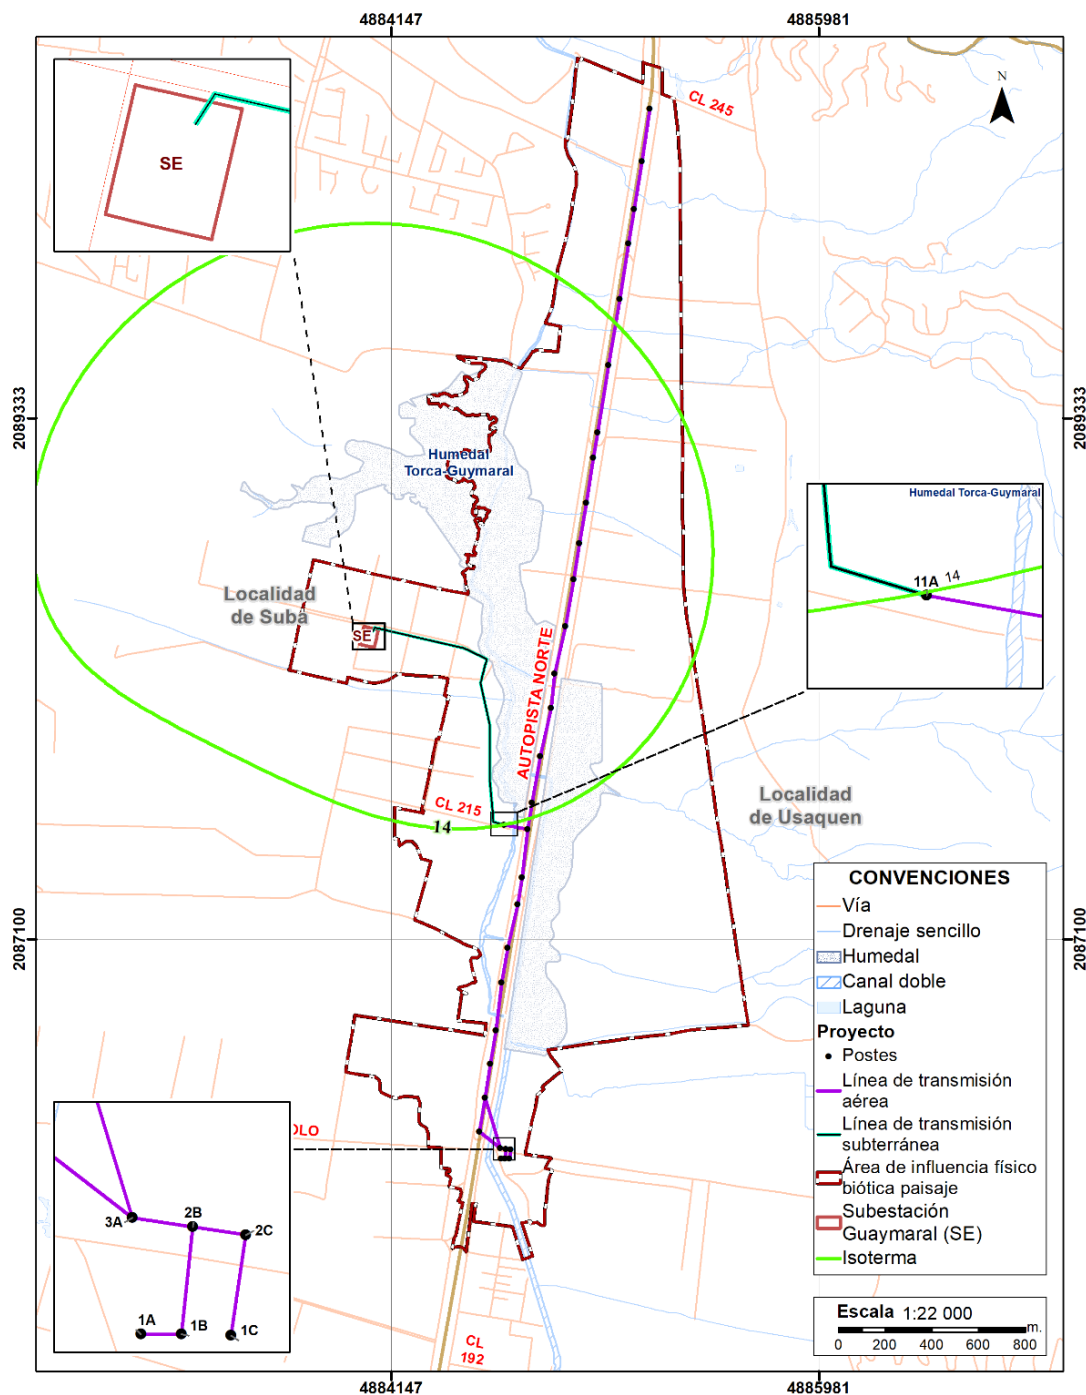 4884147
4885981
N
CL 245
SE
2089333
2089333
Humedal
Torca-Guymaral
Humedal Torca-Guymaral
11A
14
Localidad
de Suba
SE
AUTOPISTA NORTE
CL 215
14
Localidad
de Usaquen
2087100
2087100
CONVENCIONES
Vía
Drenaje sencillo
Humedal
Canal doble
Laguna
Proyecto
Postes
Línea de transmisión
aérea
Línea de transmisión
subterránea
Área de influencia físico
biótica paisaje
Subestación
Guaymaral (SE)
Isoterma
OLO
3A
2B
2C
1A
1B
1C
CL
192
Escala 1:22 000
0 200 400 600 800 m.
4884147
4885981